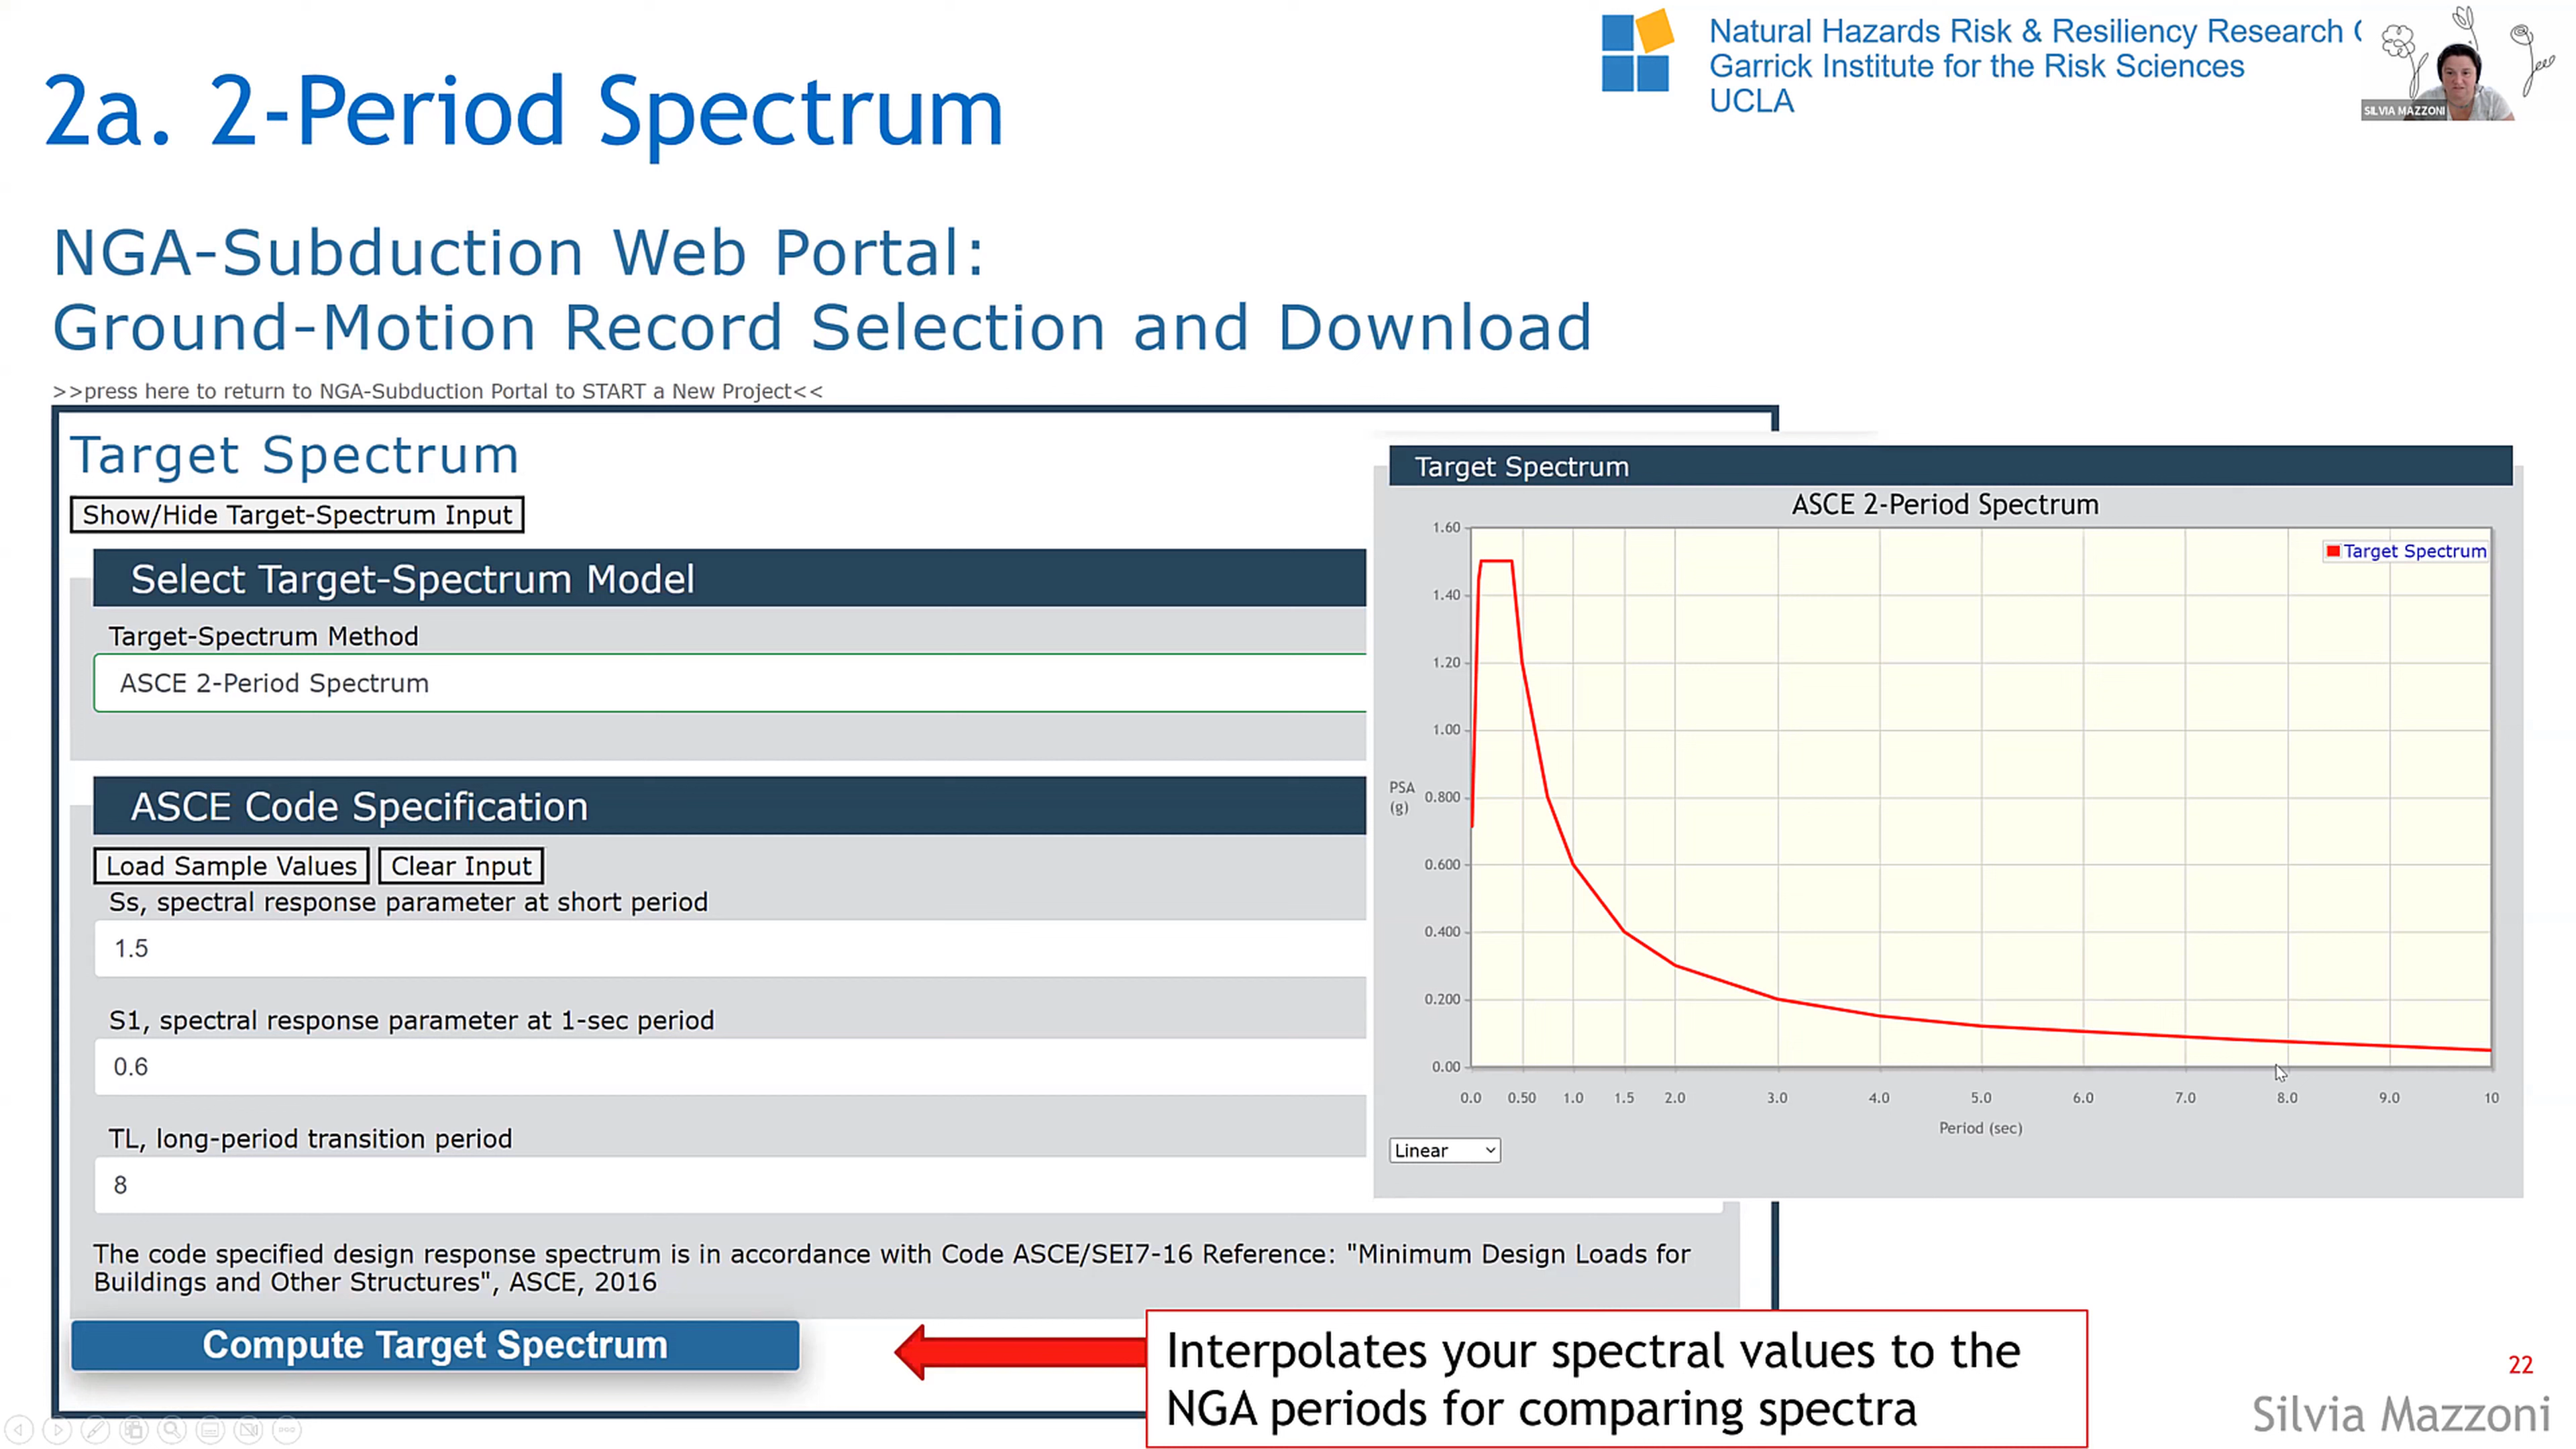 2a. 2-Period Spectrum
Natural Hazards Risk & Resiliency Research
Garrick Institute for the Risk Sciences
UCLA
SILVIA MAZZONI
NGA-Subduction Web Portal:
Ground-Motion Record Selection and Download
>>press here to return to NGA-Subduction Portal to START a New Project<<
Target Spectrum
Show/Hide Target-Spectrum Input
Select Target-Spectrum Model
Target-Spectrum Method
ASCE 2-Period Spectrum
ASCE Code Specification
Load Sample Values Clear Input
Ss, spectral response parameter at short period
1.5
S1, spectral response parameter at 1-sec period
0.6
TL, long-period transition period
8
The code specified design response spectrum is in accordance with Code ASCE/SEI7-16 Reference: "Minimum Design Loads for
Buildings and Other Structures", ASCE, 2016
Compute Target Spectrum
Target Spectrum
ASCE 2-Period Spectrum
Target Spectrum
1.60
1.40
1.20
1.00
0.800
0.600
0.400
0.200
0.00
PSA
(g)
0.0 0.50 1.0 1.5 2.0 3.0 4.0 5.0 6.0 7.0 8.0 9.0 10
Period (sec)
Linear
Interpolates your spectral values to the
NGA periods for comparing spectra
22
Silvia Mazzoni